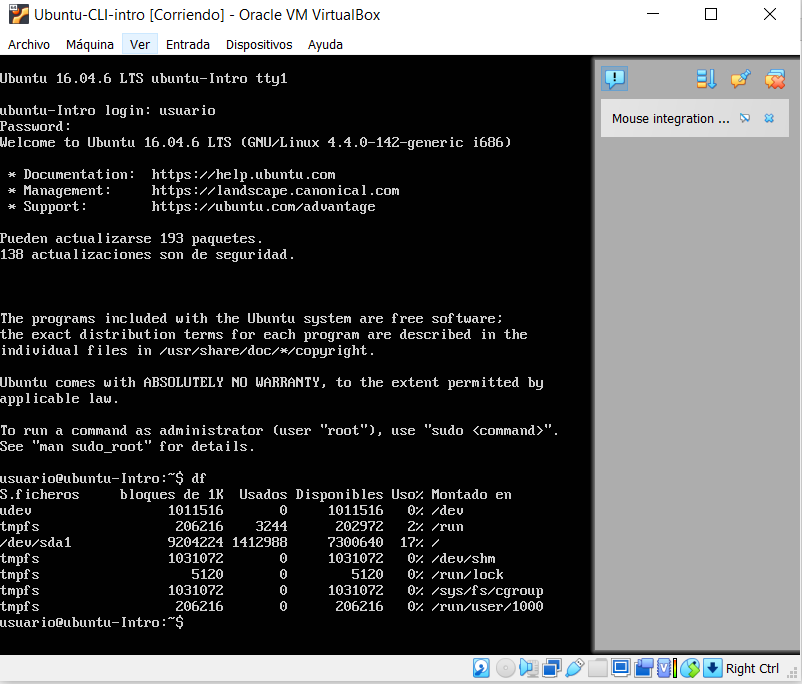 Ubuntu-CLI-intro [Corriendo] - Oracle VM VirtualBox
Archivo Máquina Ver Entrada Dispositivos Ayuda
Ubuntu 16.04.6 LTS ubuntu-Intro tty1
ubuntu-Intro login: usuario
Password:
Welcome to Ubuntu 16.04.6 LTS (GNU/Linux 4.4.0-142-generic i686)
* Documentation: https://help.ubuntu.com
* Management: https://landscape.canonical.com
* Support: https://ubuntu.com/advantage
Pueden actualizarse 193 paquetes.
138 actualizaciones son de seguridad.
The programs included with the Ubuntu system are free software;
the exact distribution terms for each program are described in the
individual files in /usr/share/doc/*/copyright.
Ubuntu comes with ABSOLUTELY NO WARRANTY, to the extent permitted by
applicable law.
To run a command as administrator (user "root"), use "sudo <command>".
See "man sudo_root" for details.
usuario@ubuntu-Intro:~$ df
S.ficheros bloques de 1K Usados Disponibles Uso% Montado en
udev 1011516 0 1011516 0% /dev
tmpfs 206216 3244 202972 2% /run
/dev/sda1 9204224 1412988 7300640 17% /
tmpfs 1031072 0 1031072 0% /dev/shm
tmpfs 5120 0 5120 0% /run/lock
tmpfs 1031072 0 1031072 0% /sys/fs/cgroup
tmpfs 206216 0 206216 0% /run/user/1000
usuario@ubuntu-Intro:~$
Mouse integration ...
Right Ctrl